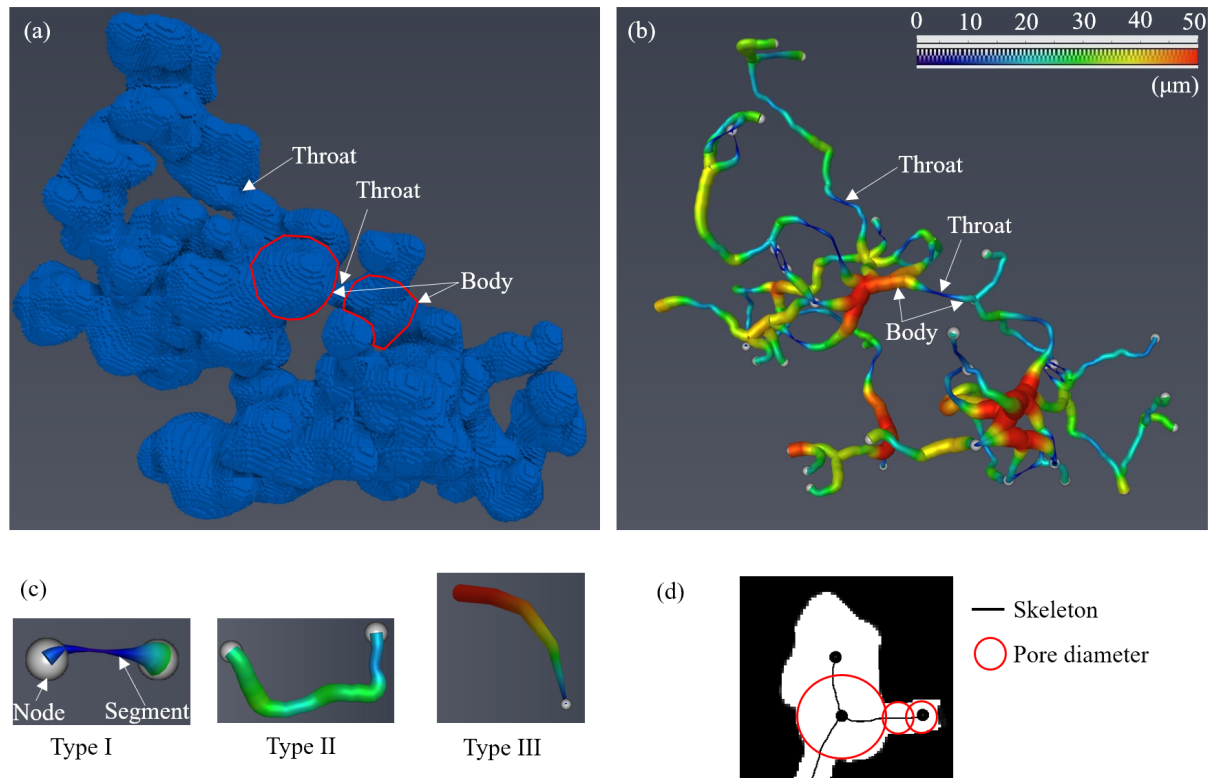 (a)
Throat
Throat
Body
(b)
0 10 20 30 40 50
(μm)
Throat
Throat
Body
(c)
Node
Segment
Type I
Type II
Type III
(d)
Skeleton
Pore diameter